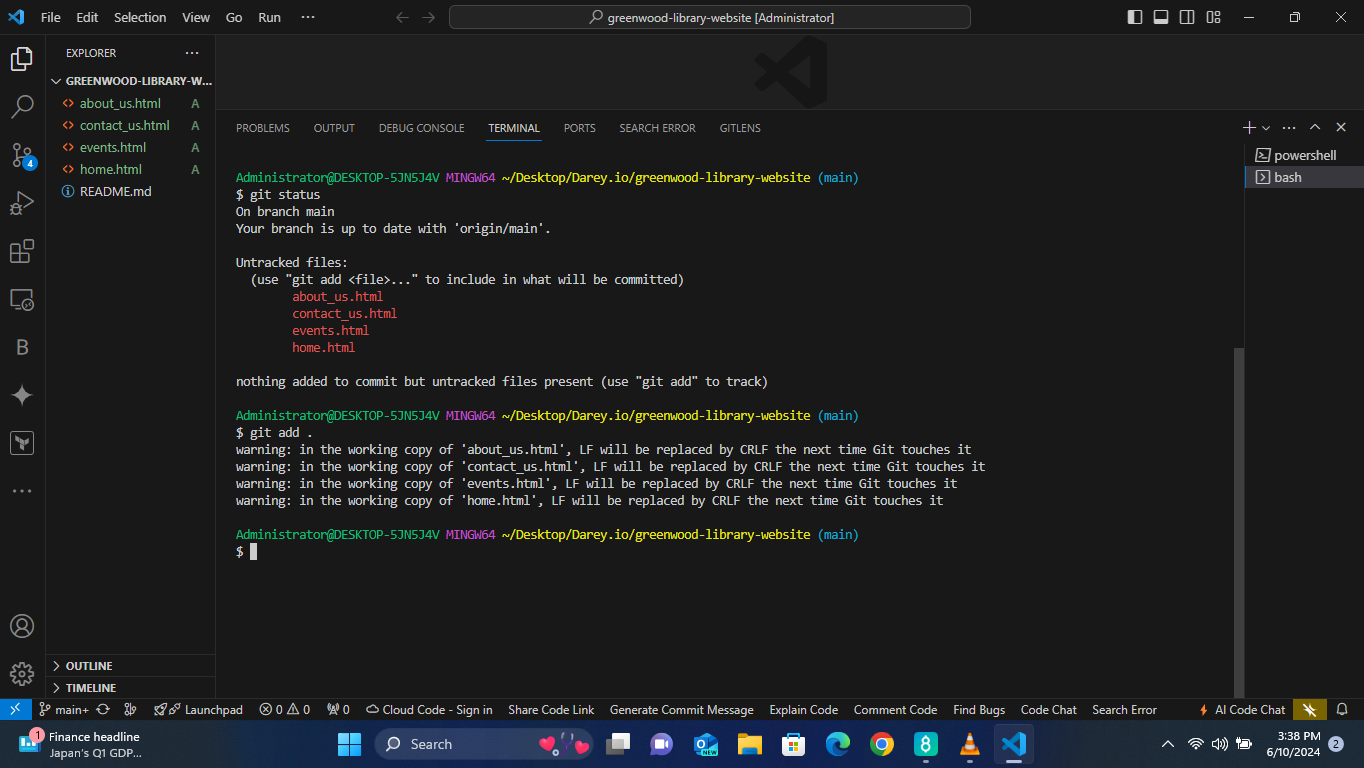 File Edit Selection View Go Run ···
greenwood-library-website [Administrator]
EXPLORER ···
GREENWOOD-LIBRARY-W...
about_us.html A
contact_us.html A
events.html A
home.html A
README.md
4
B
OUTLINE
TIMELINE
PROBLEMS OUTPUT DEBUG CONSOLE TERMINAL PORTS SEARCH ERROR GITLENS
powershell
bash
Administrator@DESKTOP-5JN5J4V MINGW64 ~/Desktop/Darey.io/greenwood-library-website (main)
$ git status
On branch main
Your branch is up to date with 'origin/main'.
Untracked files:
(use "git add <file>..." to include in what will be committed)
about_us.html
contact_us.html
events.html
home.html
nothing added to commit but untracked files present (use "git add" to track)
Administrator@DESKTOP-5JN5J4V MINGW64 ~/Desktop/Darey.io/greenwood-library-website (main)
$ git add .
warning: in the working copy of 'about_us.html', LF will be replaced by CRLF the next time Git touches it
warning: in the working copy of 'contact_us.html', LF will be replaced by CRLF the next time Git touches it
warning: in the working copy of 'events.html', LF will be replaced by CRLF the next time Git touches it
warning: in the working copy of 'home.html', LF will be replaced by CRLF the next time Git touches it
Administrator@DESKTOP-5JN5J4V MINGW64 ~/Desktop/Darey.io/greenwood-library-website (main)
$
main+ Launchpad 0 0 0 Cloud Code - Sign in Share Code Link Generate Commit Message Explain Code Comment Code Find Bugs Code Chat Search Error AI Code Chat
1
Finance headline
Japan's Q1 GDP...
Search
NEW
8
3:38 PM
6/10/2024
2